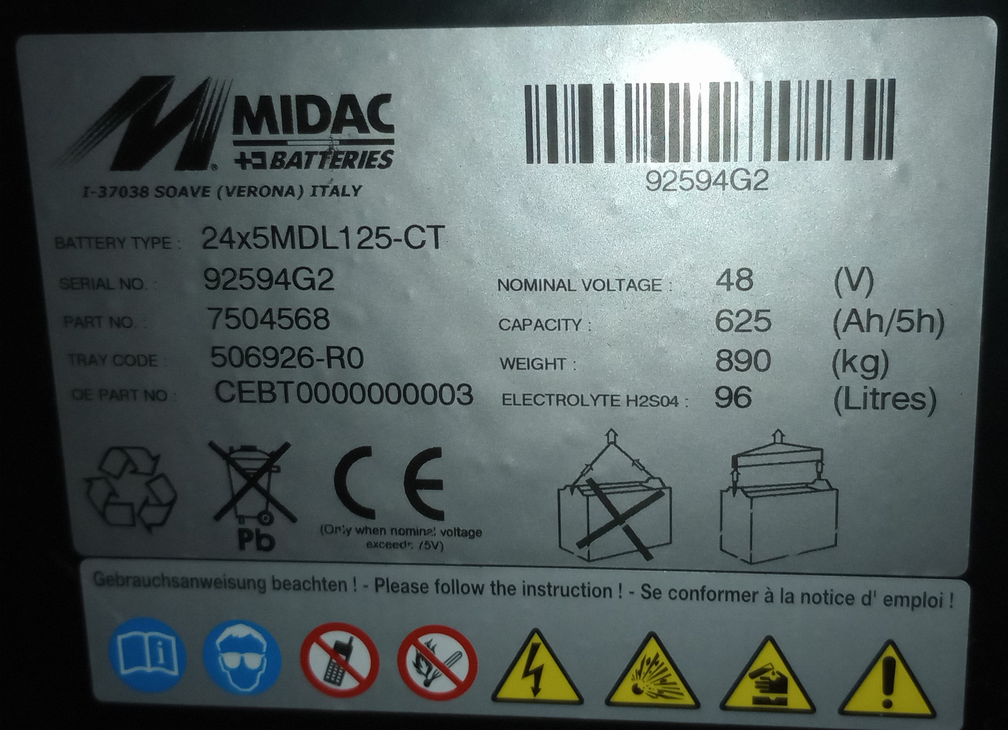 MIDAC
BATTERIES
I-37038 SOAVE (VERONA) ITALY
92594G2
BATTERY TYPE : 24x5MDL125-CT
SERIAL NO. : 92594G2
NOMINAL VOLTAGE : 48 (V)
PART NO. : 7504568
CAPACITY : 625 (Ah/5h)
TRAY CODE : 506926-R0
WEIGHT : 890 (kg)
OE PART NO : CEBT0000000003
ELECTROLYTE H2S04 : 96 (Litres)
Pb
CE
(Only when nominal voltage
exceeds 75V)
Gebrauchsanweisung beachten ! - Please follow the instruction ! - Se conformer à la notice d' emploi !